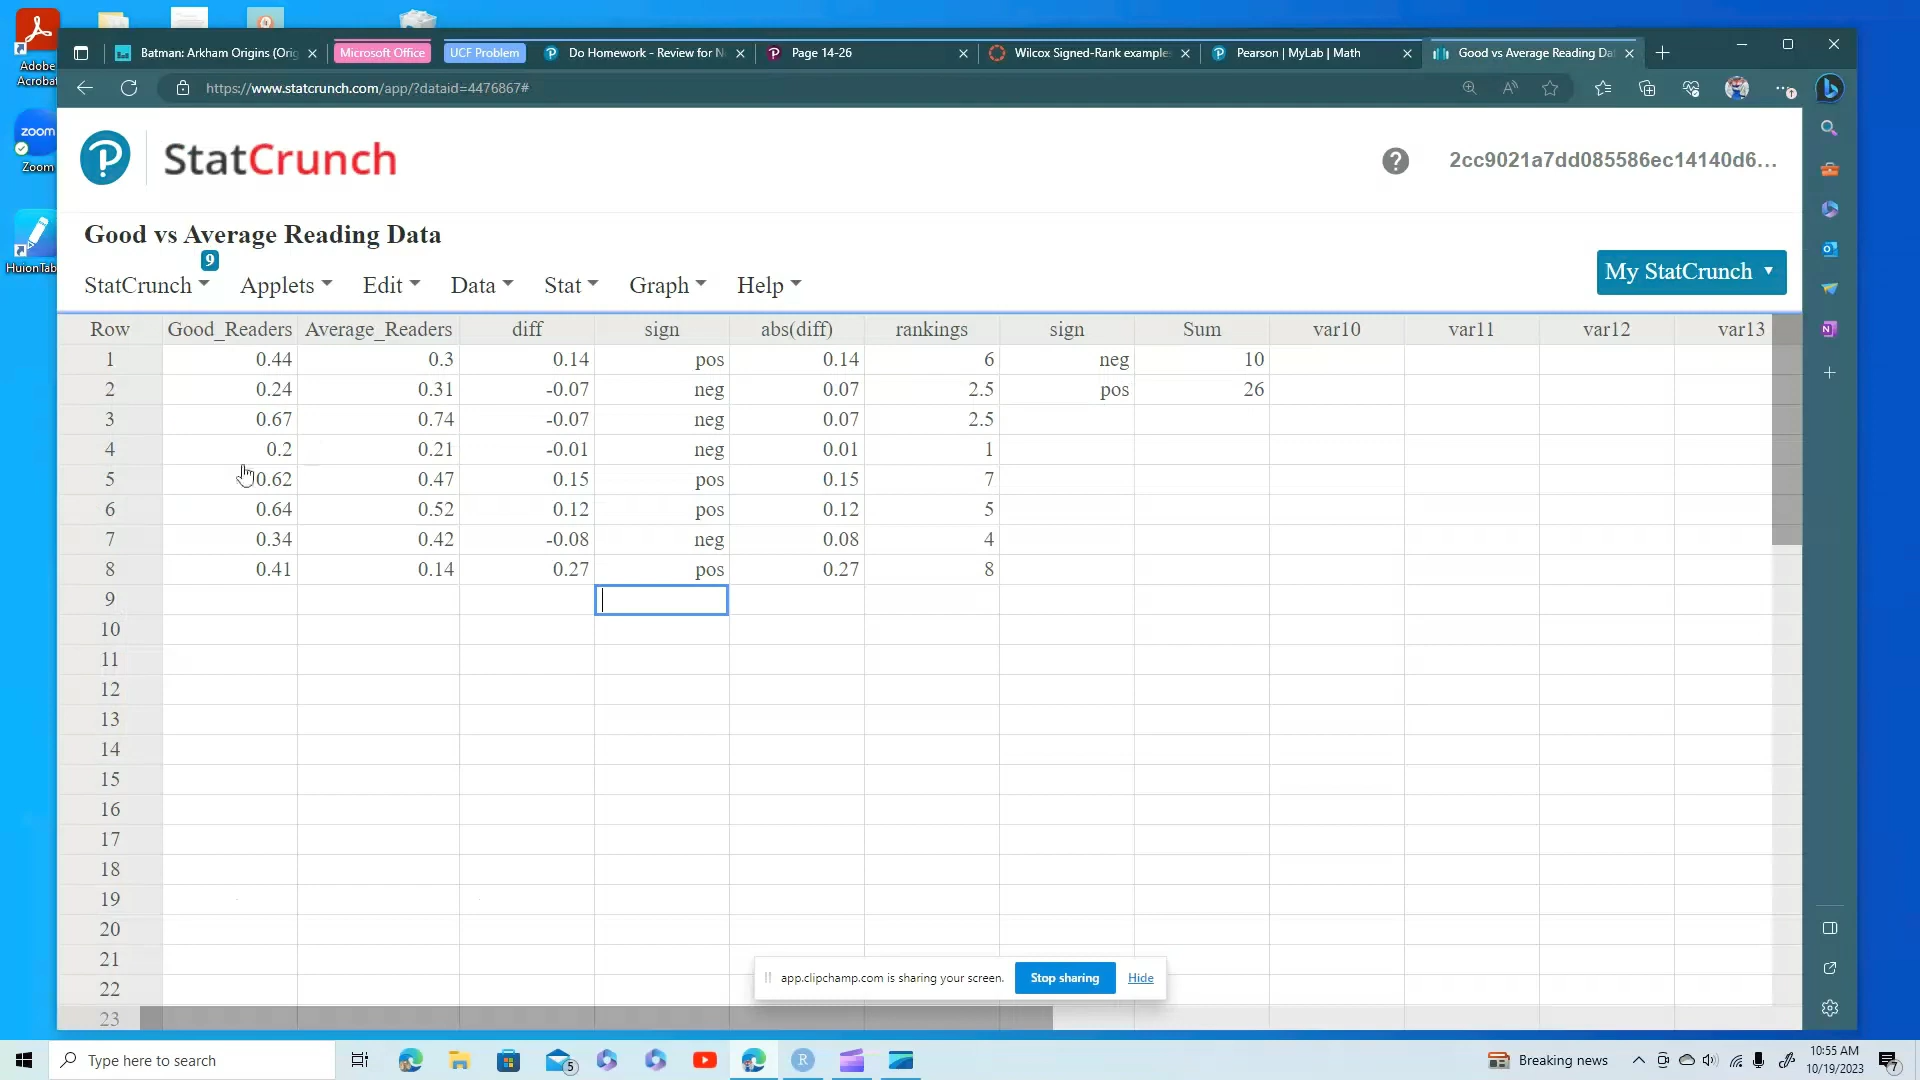 Adobe
Acrobat
zoom
Zoom
HuionTab
Batman: Arkham Origins (Orig
Microsoft Office
UCF Problem
Do Homework - Review for N
Page 14-26
Wilcox Signed-Rank examples
Pearson | MyLab | Math
Good vs Average Reading Da
https://www.statcrunch.com/app/?dataid=4476867#
StatCrunch
2cc9021a7dd085586ec14140d6...
Good vs Average Reading Data
9
StatCrunch Applets Edit Data Stat Graph Help
My StatCrunch
Row Good_Readers Average_Readers diff sign abs(diff) rankings sign Sum var10 var11 var12 var13
1 0.44 0.3 0.14 pos 0.14 6 neg 10
2 0.24 0.31 -0.07 neg 0.07 2.5 pos 26
3 0.67 0.74 -0.07 neg 0.07 2.5
4 0.2 0.21 -0.01 neg 0.01 1
5 0.62 0.47 0.15 pos 0.15 7
6 0.64 0.52 0.12 pos 0.12 5
7 0.34 0.42 -0.08 neg 0.08 4
8 0.41 0.14 0.27 pos 0.27 8
9
10
11
12
13
14
15
16
17
18
19
20
21
22
23
app.clipchamp.com is sharing your screen. Stop sharing Hide
Type here to search
5
R
Breaking news
10:55 AM
10/19/2023
7